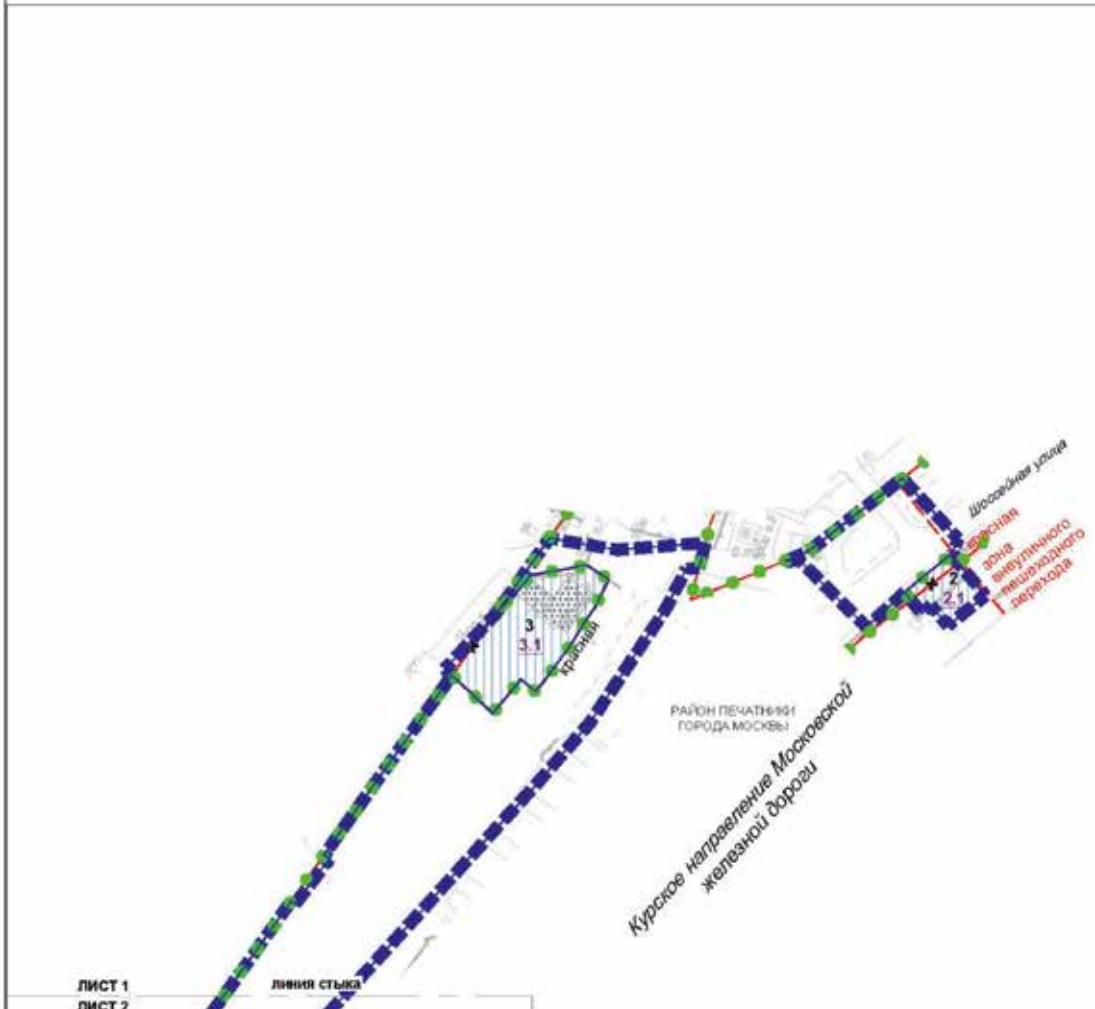 Шоссейная улица
красная
зона
внеуличного
пешеходного
перехода
2
2.1
3
3.1
красная
РАЙОН ПЕЧАТНИКИ
ГОРОДА МОСКВЫ
Курское направление Московской
железной дороги
ЛИСТ 1
ЛИНИЯ СТЫКА
ЛИСТ 2